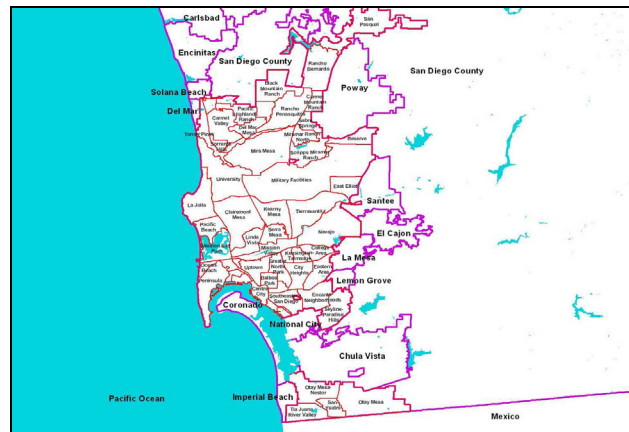 Carlsbad
San
Pasqual
Encinitas
San Diego County
Rancho
Bernardo
San Diego County
Black
Mountain
Ranch
Poway
Solana Beach
Carmel
Mountain
Ranch
Del Mar
Pacific
Highland
Ranch
Rancho
Penasquitos
Carmel
Valley
Del Mar
Mesa
Sabre
Springs
Torrey Pines
Miramar Ranch
North
Reserve
Sorrento
Mira Mesa
Scripps Miramar
Ranch
University
Military Facilities
East Elliott
Santee
La Jolla
Clairemont
Mesa
Kearny
Mesa
Tierrasanta
Pacific
Beach
Serra
Mesa
Navajo
El Cajon
Linda
Vista
Mission
Valley
College
Area
La Mesa
Ocean
Beach
Uptown
Greater
North
Park
Kensington
City
Heights
Eastern
Area
Peninsula
Balboa
Park
Lemon Grove
Centre
City
Southeastern
San Diego
Encanto
Neighborhoods
Coronado
Skyline-
Paradise
Hills
National City
Chula Vista
Otay Mesa
Nestor
Pacific Ocean
Imperial Beach
Tia Juana
River Valley
San
Ysidro
Otay Mesa
Mexico